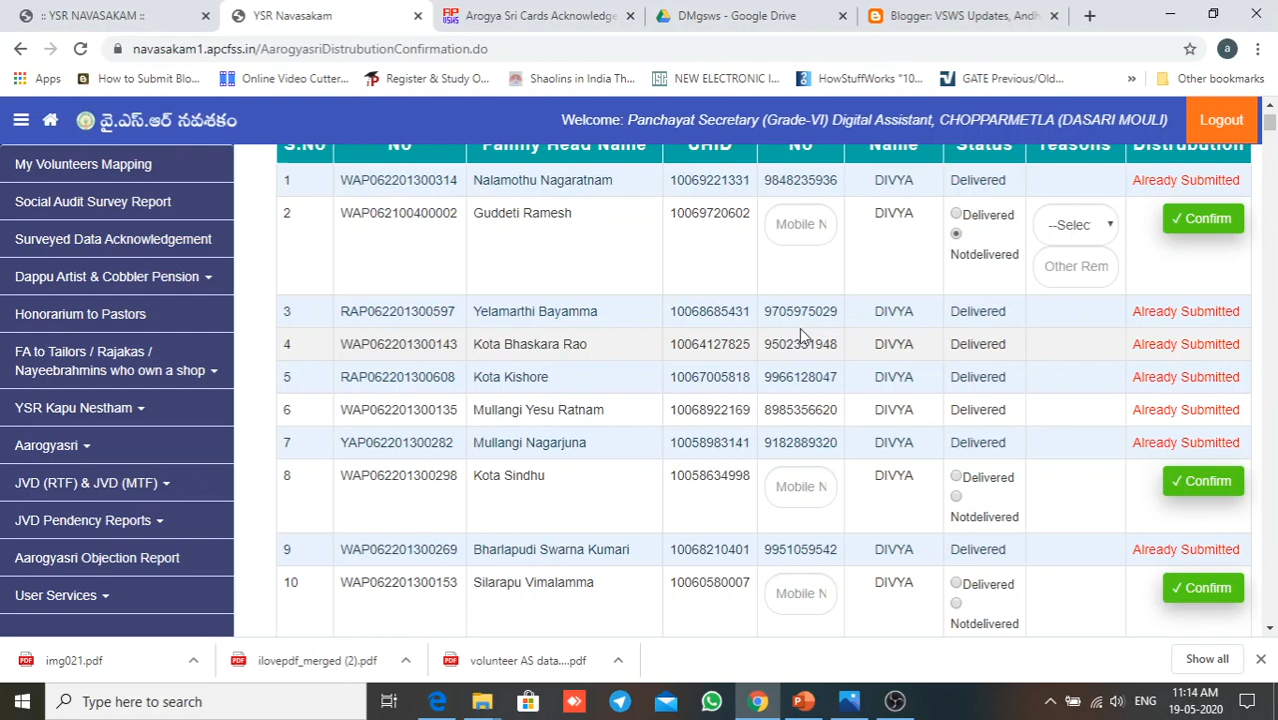 :: YSR NAVASAKAM ::
YSR Navasakam
Arogya Sri Cards Acknowledge
DMgsws - Google Drive
Blogger: VSWS Updates, Andh
navasakam1.apcfss.in/AarogyasriDistrubutionConfirmation.do
a
Apps How to Submit Blo... Online Video Cutter... Register & Study O... Shaolins in India Th... NEW ELECTRONIC I... HowStuffWorks "10... GATE Previous/Old... » Other bookmarks
వై.ఎస్.ఆర్ నవశకం Welcome: Panchayat Secretary (Grade-VI) Digital Assistant, CHOPPARMETLA (DASARI MOULI) Logout
My Volunteers Mapping
Social Audit Survey Report
Surveyed Data Acknowledgement
Dappu Artist & Cobbler Pension
Honorarium to Pastors
FA to Tailors / Rajakas /
Nayeebrahmins who own a shop
YSR Kapu Nestham
Aarogyasri
JVD (RTF) & JVD (MTF)
JVD Pendency Reports
Aarogyasri Objection Report
User Services
S.No No Family Head Name UHID No Name Status Reasons Distrubution
1 WAP062201300314 Nalamothu Nagaratnam 10069221331 9848235936 DIVYA Delivered Already Submitted
2 WAP062100400002 Guddeti Ramesh 10069720602 Mobile N DIVYA Delivered --Selec ✓ Confirm
Notdelivered Other Rem
3 RAP062201300597 Yelamarthi Bayamma 10068685431 9705975029 DIVYA Delivered Already Submitted
4 WAP062201300143 Kota Bhaskara Rao 10064127825 DIVYA Delivered Already Submitted
5 RAP062201300608 Kota Kishore 10067005818 9966128047 DIVYA Delivered Already Submitted
6 WAP062201300135 Mullangi Yesu Ratnam 10068922169 8985356620 DIVYA Delivered Already Submitted
7 YAP062201300282 Mullangi Nagarjuna 10058983141 9182889320 DIVYA Delivered Already Submitted
8 WAP062201300298 Kota Sindhu 10058634998 Mobile N DIVYA Delivered ✓ Confirm
Notdelivered
9 WAP062201300269 Bharlapudi Swarna Kumari 10068210401 9951059542 DIVYA Delivered Already Submitted
10 WAP062201300153 Silarapu Vimalamma 10060580007 Mobile N DIVYA Delivered ✓ Confirm
Notdelivered
img021.pdf
ilovepdf_merged (2).pdf
volunteer AS data....pdf
Show all
Type here to search
ENG
11:14 AM
19-05-2020